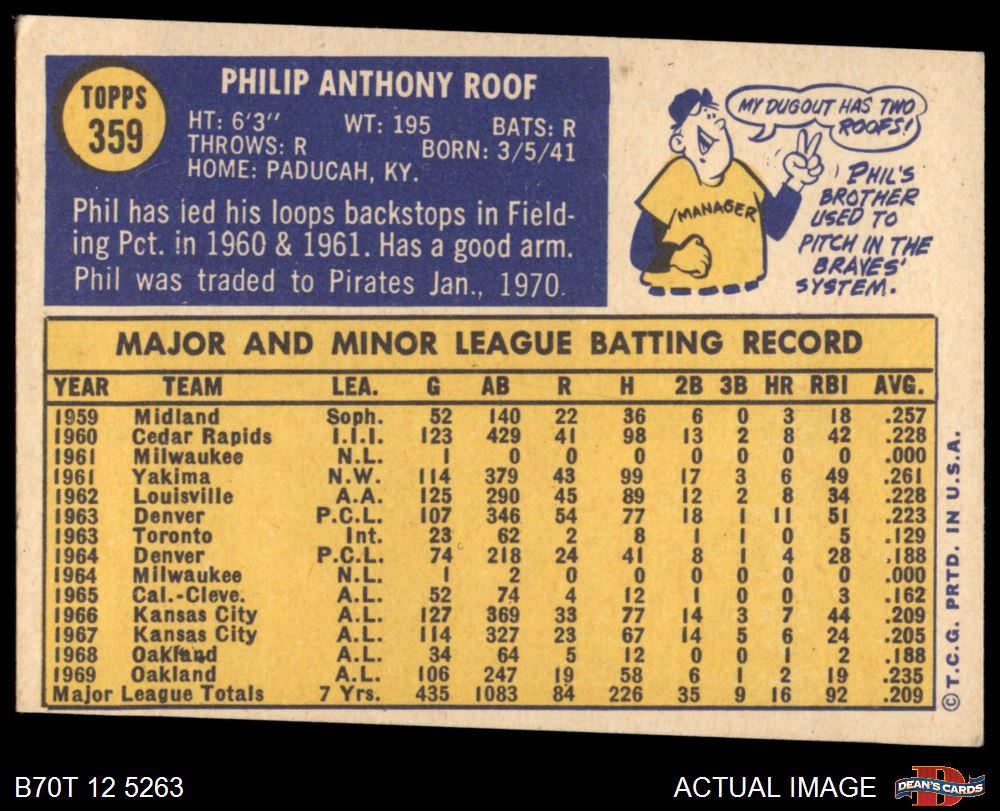 TOPPS
359
PHILIP ANTHONY ROOF
HT: 6'3" WT: 195 BATS: R
THROWS: R BORN: 3/5/41
HOME: PADUCAH, KY.
Phil has led his loops backstops in Field-
ing Pct. in 1960 & 1961. Has a good arm.
Phil was traded to Pirates Jan., 1970.
MY DUGOUT HAS TWO
ROOFS!
MANAGER
PHIL'S
BROTHER
USED TO
PITCH IN THE
BRAVES'
SYSTEM.
MAJOR AND MINOR LEAGUE BATTING RECORD
YEAR TEAM LEA. G AB R H 2B 3B HR RBI AVG.
1959 Midland Soph. 52 140 22 36 6 0 3 18 .257
1960 Cedar Rapids I.I.I. 123 429 41 98 13 2 8 42 .228
1961 Milwaukee N.L. 1 0 0 0 0 0 0 0 .000
1961 Yakima N.W. 114 379 43 99 17 3 6 49 .261
1962 Louisville A.A. 125 290 45 89 12 2 8 34 .228
1963 Denver P.C.L. 107 346 54 77 18 1 11 51 .223
1963 Toronto Int. 23 62 2 8 1 1 0 5 .129
1964 Denver P.C.L. 74 218 24 41 8 1 4 28 .188
1964 Milwaukee N.L. 1 2 0 0 0 0 0 0 .000
1965 Cal.-Cleve. A.L. 52 74 4 12 1 0 0 3 .162
1966 Kansas City A.L. 127 369 33 77 14 3 7 44 .209
1967 Kansas City A.L. 114 327 23 67 14 5 6 24 .205
1968 Oakland A.L. 34 64 5 12 0 0 1 2 .188
1969 Oakland A.L. 106 247 19 58 6 1 2 19 .235
Major League Totals 7 Yrs. 435 1083 84 226 35 9 16 92 .209
© T.C.G. PRTD. IN U.S.A.
B70T 12 5263
ACTUAL IMAGE
D
DEAN'S CARDS